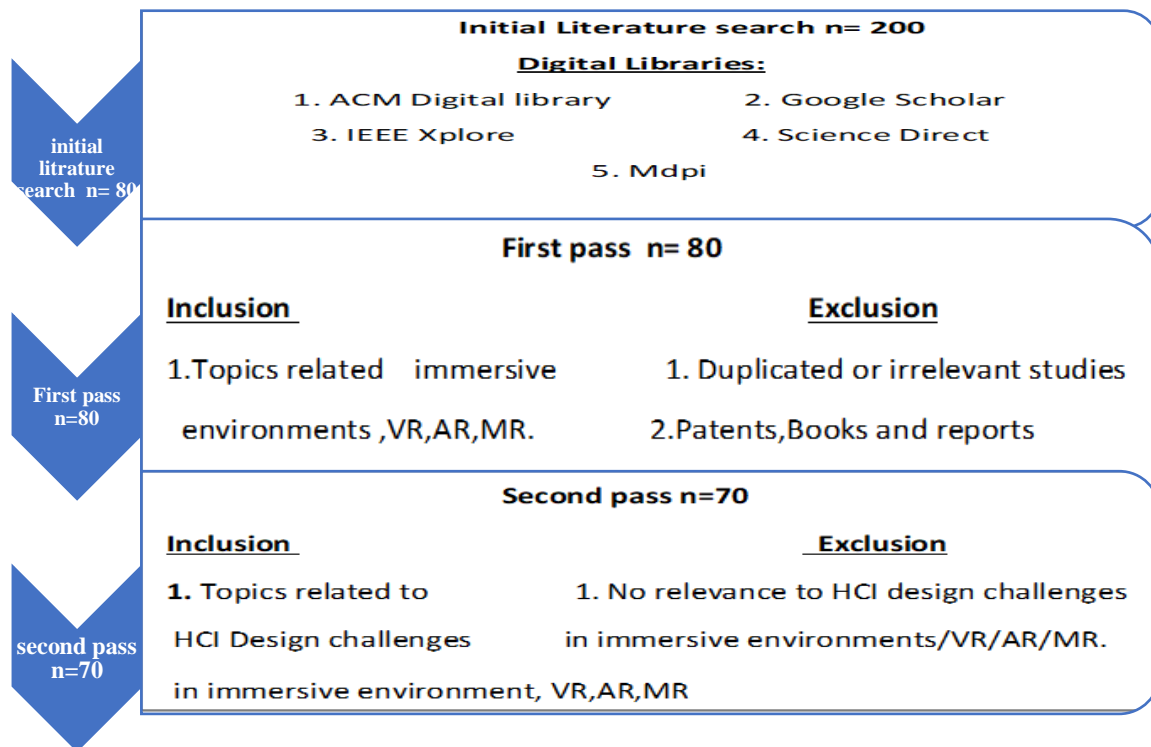 initial
litrature
search n= 80
Initial Literature search n= 200
Digital Libraries:
1. ACM Digital library 2. Google Scholar
3. IEEE Xplore 4. Science Direct
5. Mdpi
First pass
n=80
First pass n= 80
Inclusion Exclusion
1.Topics related immersive 1. Duplicated or irrelevant studies
environments ,VR,AR,MR. 2.Patents,Books and reports
second pass
n=70
Second pass n=70
Inclusion Exclusion
1. Topics related to 1. No relevance to HCI design challenges
HCI Design challenges in immersive environments/VR/AR/MR.
in immersive environment, VR,AR,MR